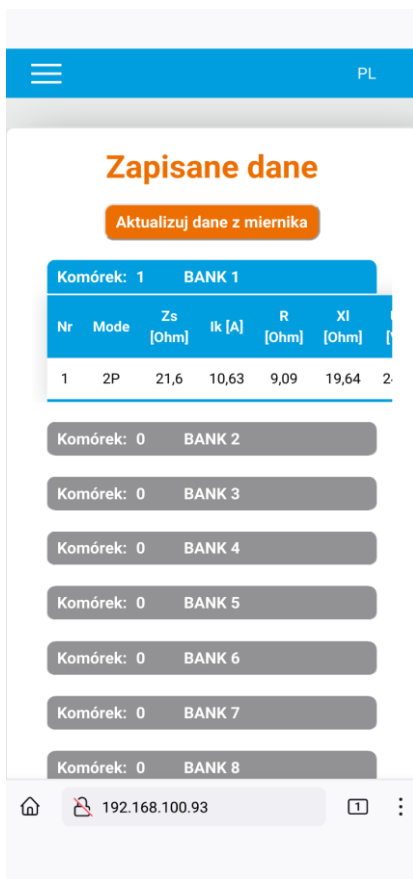 PL
Zapisane dane
Aktualizuj dane z miernika
Komórek: 1 BANK 1
Nr Mode Zs [Ohm] Ik [A] R [Ohm] Xl [Ohm]
1 2P 21,6 10,63 9,09 19,64
Komórek: 0 BANK 2
Komórek: 0 BANK 3
Komórek: 0 BANK 4
Komórek: 0 BANK 5
Komórek: 0 BANK 6
Komórek: 0 BANK 7
Komórek: 0 BANK 8
192.168.100.93 1